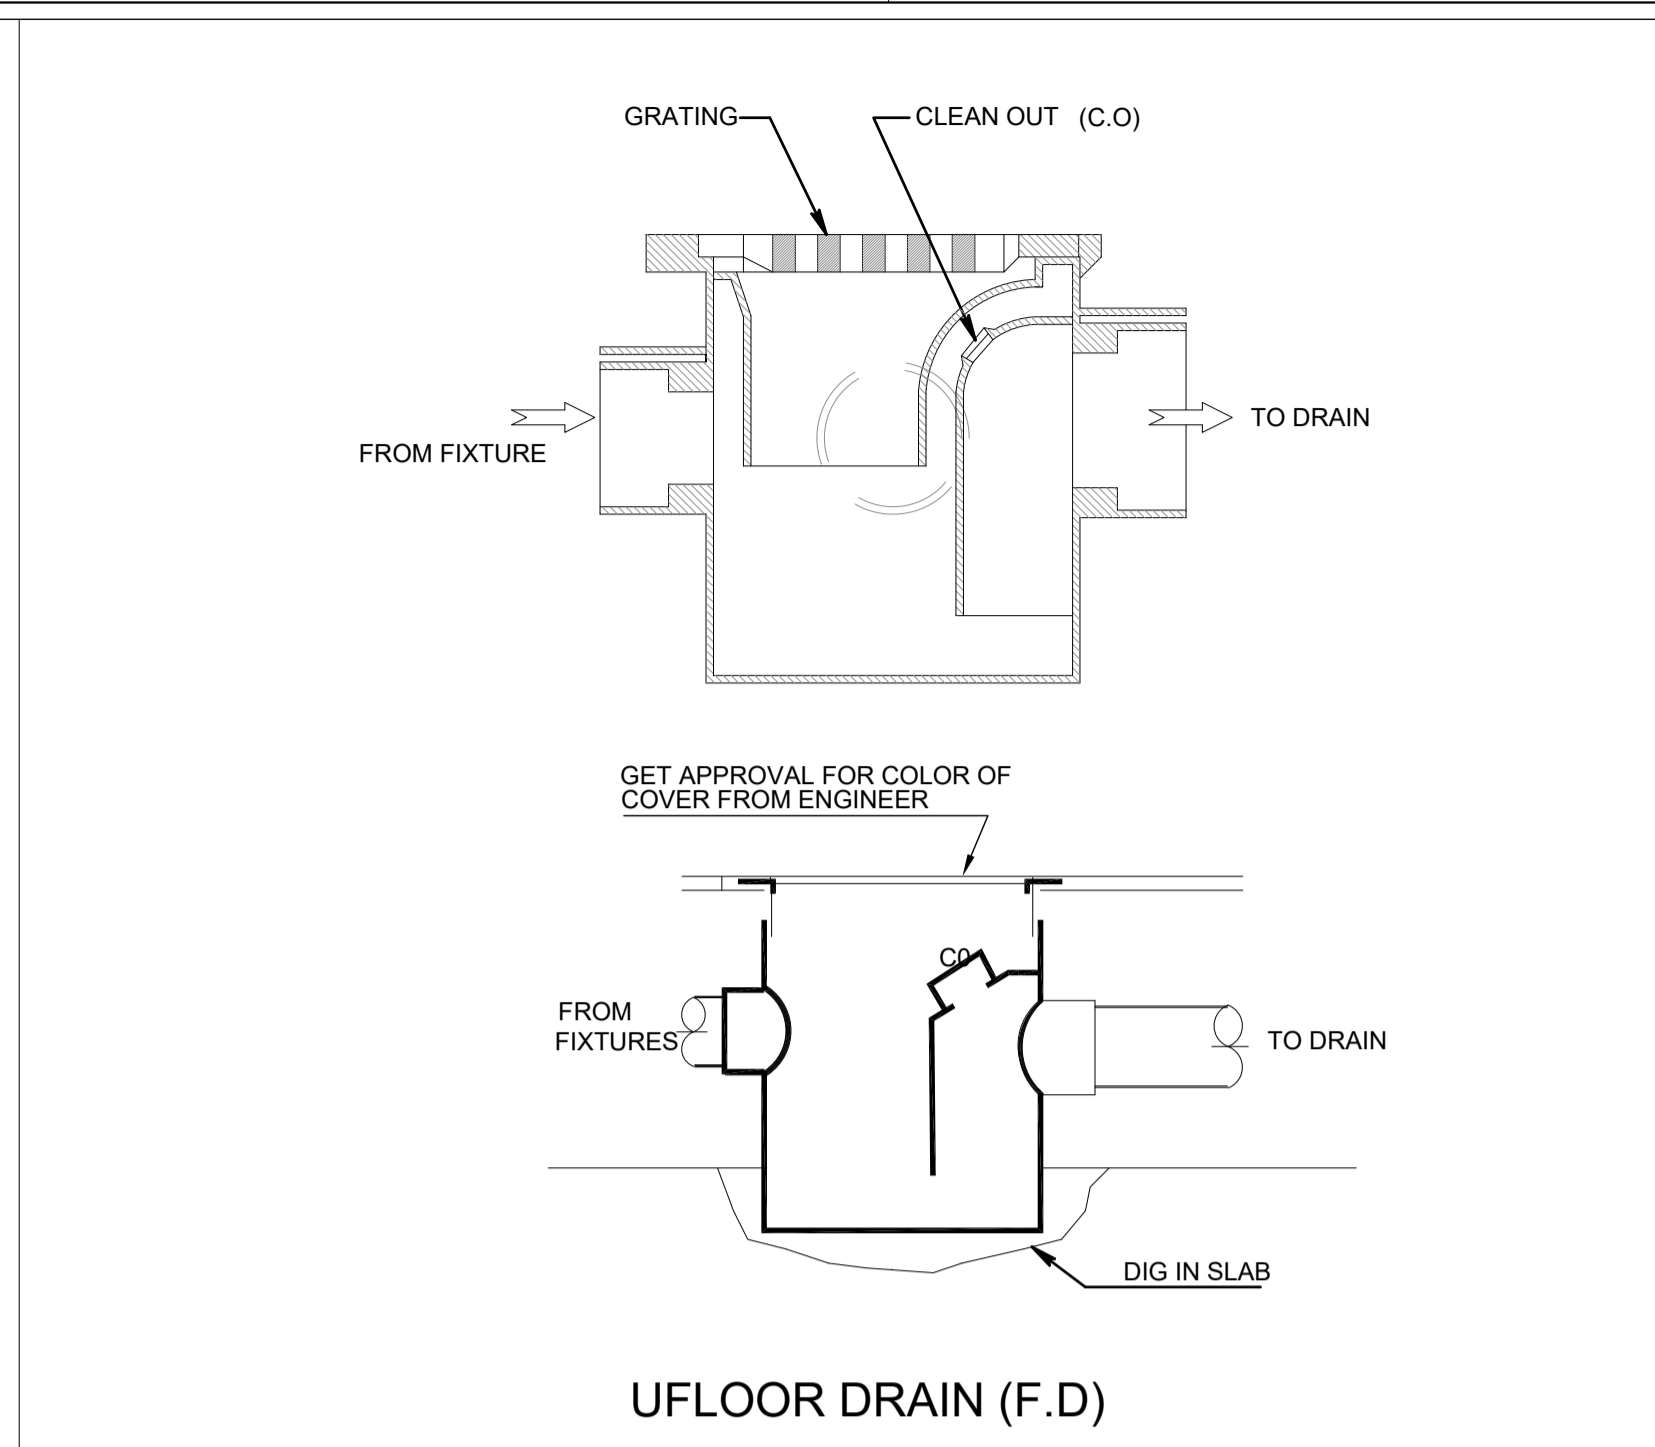 GRATING
CLEAN OUT (C.O)
FROM FIXTURE
TO DRAIN
GET APPROVAL FOR COLOR OF
COVER FROM ENGINEER
CO
FROM
FIXTURES
TO DRAIN
DIG IN SLAB
UFLOOR DRAIN (F.D)